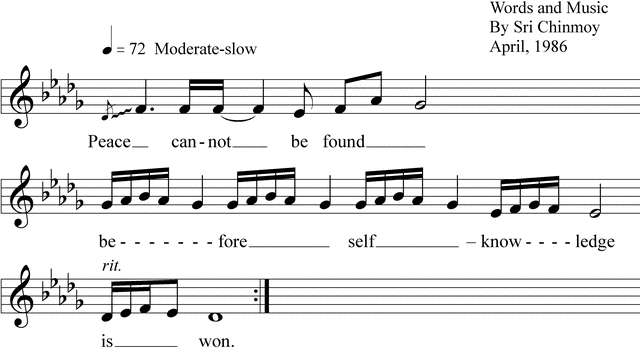 Words and Music
By Sri Chinmoy
April, 1986
= 72 Moderate-slow
Peace__ can-not__ be found______
be-------fore________ self________–know----ledge
rit.
is______ won.